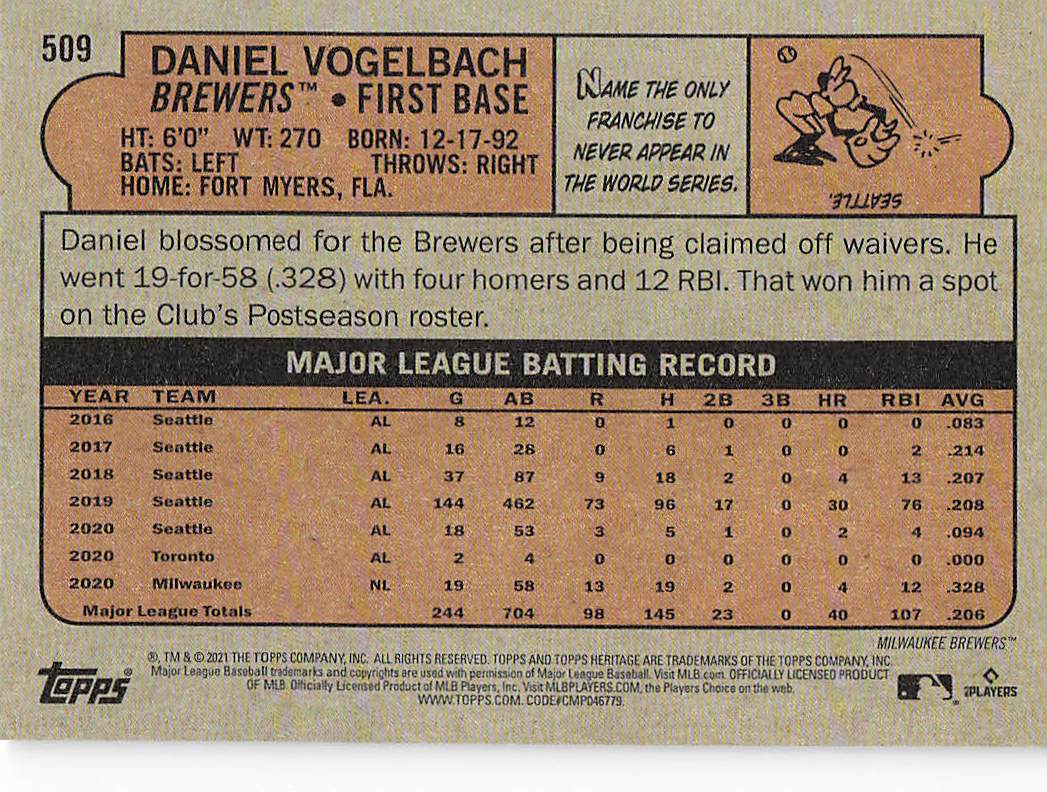 509
DANIEL VOGELBACH
BREWERS™ • FIRST BASE
HT: 6'0" WT: 270 BORN: 12-17-92
BATS: LEFT THROWS: RIGHT
HOME: FORT MYERS, FLA.
NAME THE ONLY
FRANCHISE TO
NEVER APPEAR IN
THE WORLD SERIES.
SEATTLE.
Daniel blossomed for the Brewers after being claimed off waivers. He
went 19-for-58 (.328) with four homers and 12 RBI. That won him a spot
on the Club's Postseason roster.
MAJOR LEAGUE BATTING RECORD
YEAR TEAM LEA. G AB R H 2B 3B HR RBI AVG
2016 Seattle AL 8 12 0 1 0 0 0 0 .083
2017 Seattle AL 16 28 0 6 1 0 0 2 .214
2018 Seattle AL 37 87 9 18 2 0 4 13 .207
2019 Seattle AL 144 462 73 96 17 0 30 76 .208
2020 Seattle AL 18 53 3 5 1 0 2 4 .094
2020 Toronto AL 2 4 0 0 0 0 0 0 .000
2020 Milwaukee NL 19 58 13 19 2 0 4 12 .328
Major League Totals 244 704 98 145 23 0 40 107 .206
MILWAUKEE BREWERS™
®, TM & © 2021 THE TOPPS COMPANY, INC. ALL RIGHTS RESERVED. TOPPS AND TOPPS HERITAGE ARE TRADEMARKS OF THE TOPPS COMPANY, INC.
Major League Baseball trademarks and copyrights are used with permission of Major League Baseball. Visit MLB.com. OFFICIALLY LICENSED PRODUCT
OF MLB Officially Licensed Product of MLB Players, Inc. Visit MLBPLAYERS.COM, the Players Choice on the web.
WWW.TOPPS.COM. CODE#CMP046779.
Topps®
MLBPLAYERS